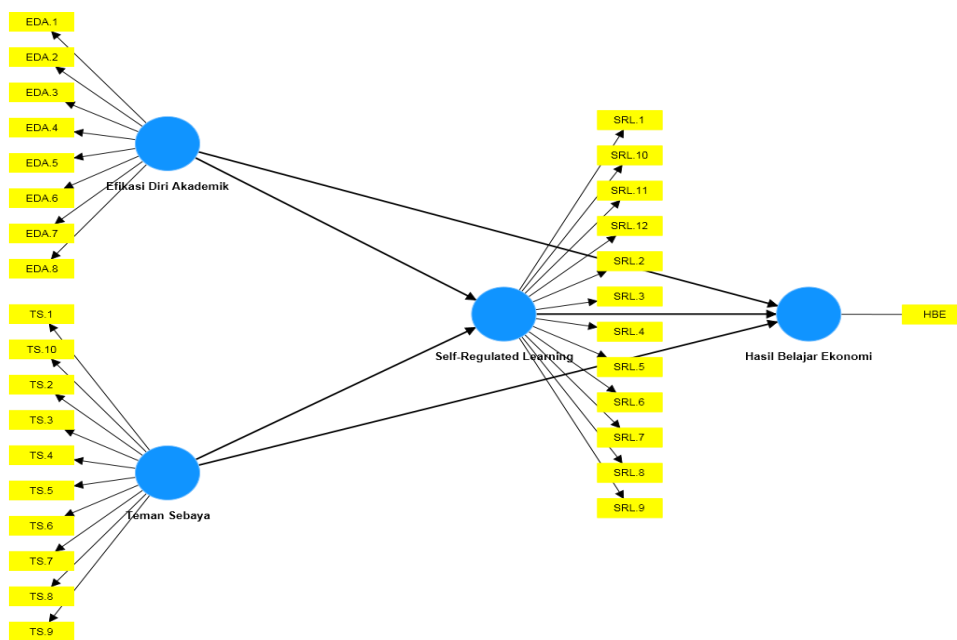 EDA.1
EDA.2
EDA.3
EDA.4
EDA.5
EDA.6
EDA.7
EDA.8
Efikasi Diri Akademik
TS.1
TS.10
TS.2
TS.3
TS.4
TS.5
TS.6
TS.7
TS.8
TS.9
Teman Sebaya
Self-Regulated Learning
SRL.1
SRL.10
SRL.11
SRL.12
SRL.2
SRL.3
SRL.4
SRL.5
SRL.6
SRL.7
SRL.8
SRL.9
Hasil Belajar Ekonomi
HBE